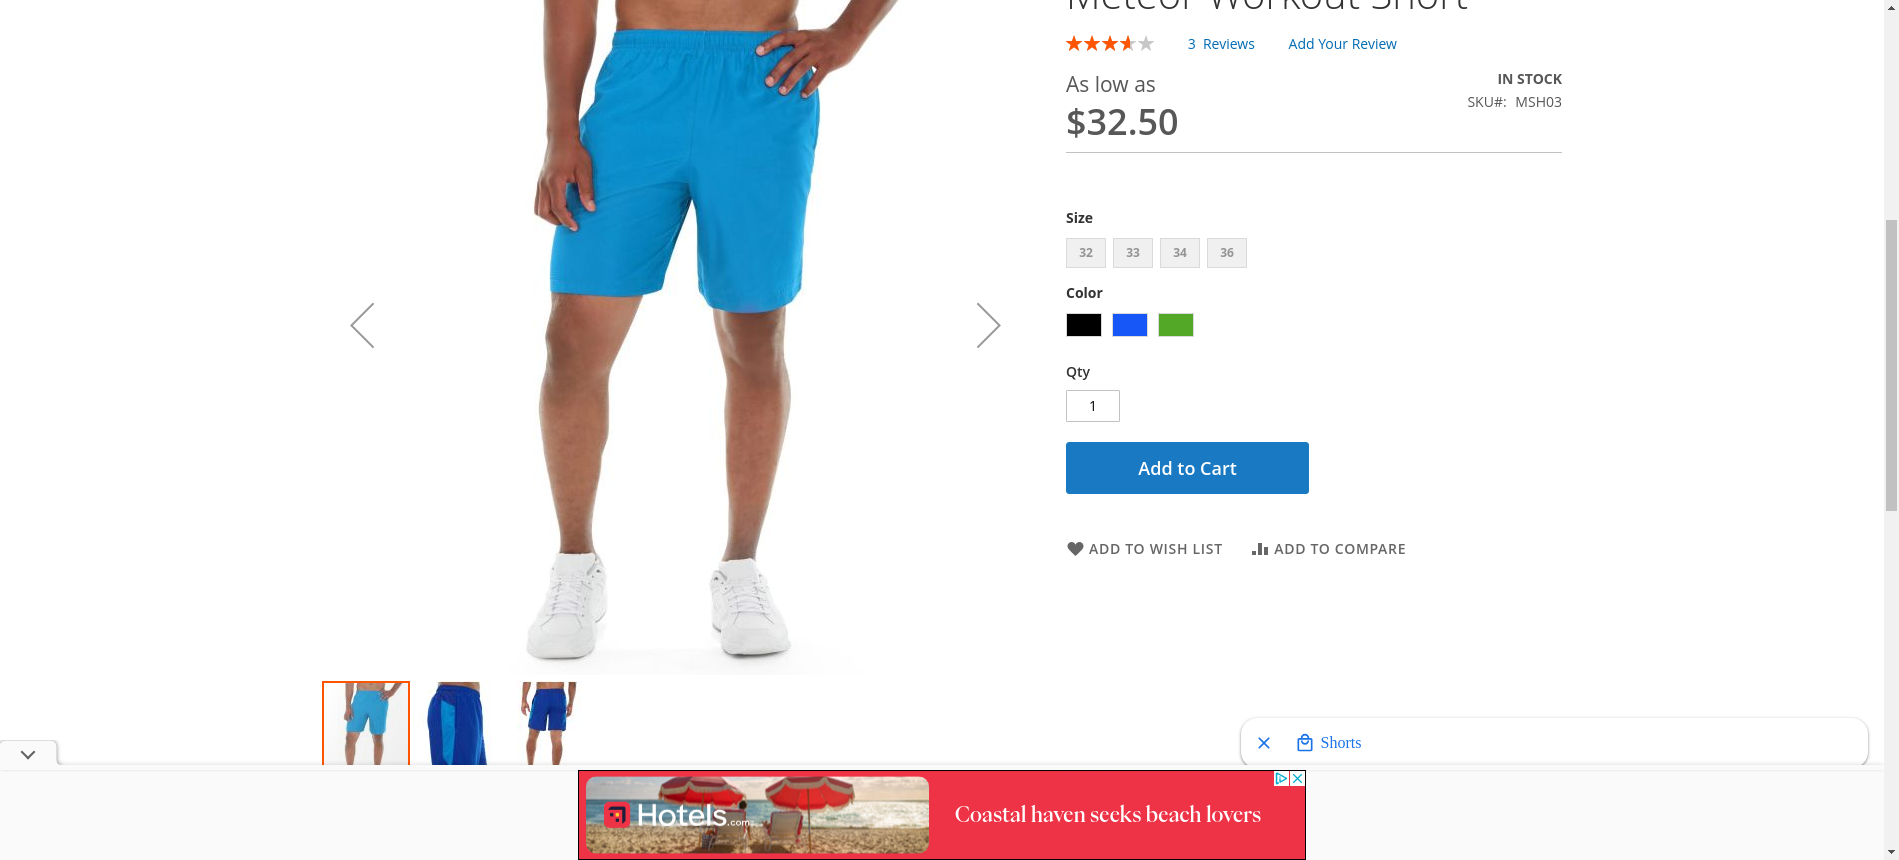 Meteor Workout Short
3 Reviews Add Your Review
As low as
$32.50
IN STOCK
SKU#: MSH03
Size
32 33 34 36
Color
Qty
1
Add to Cart
ADD TO WISH LIST ADD TO COMPARE
Shorts
Hotels.com
Coastal haven seeks beach lovers